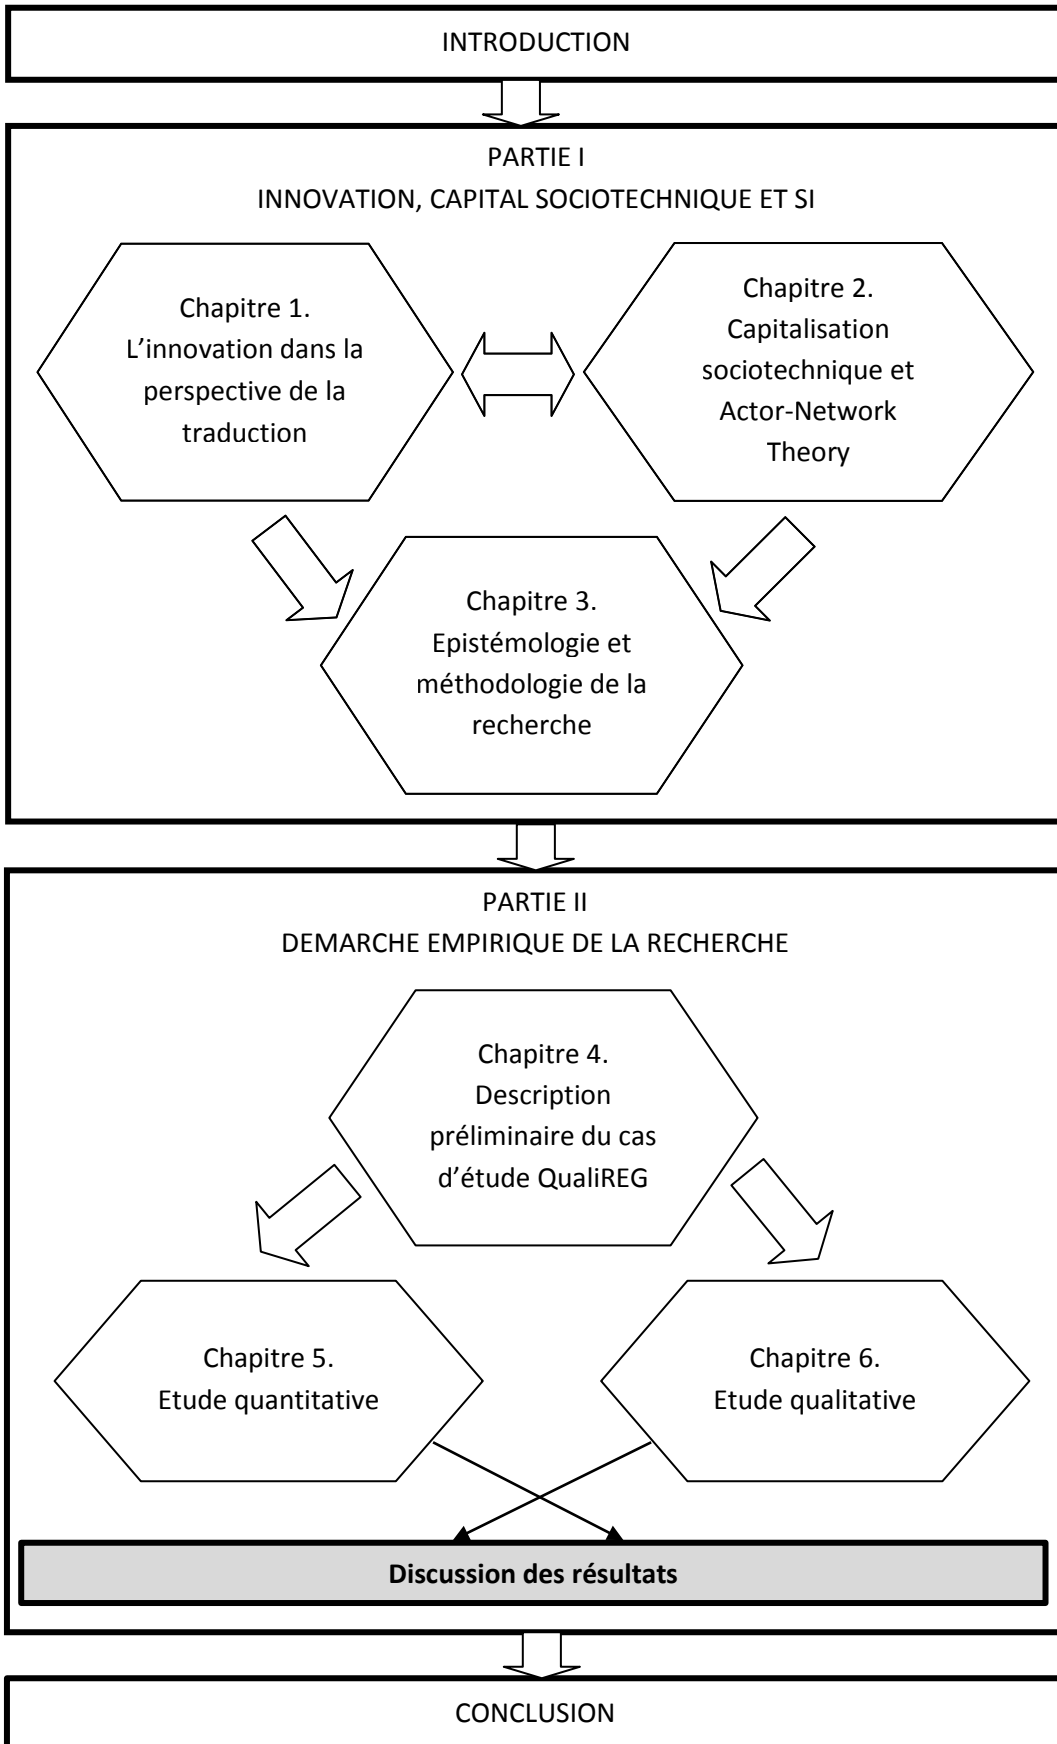 INTRODUCTION
PARTIE I
INNOVATION, CAPITAL SOCIOTECHNIQUE ET SI
Chapitre 1.
L’innovation dans la
perspective de la
traduction
Chapitre 2.
Capitalisation
sociotechnique et
Actor-Network
Theory
Chapitre 3.
Epistémologie et
méthodologie de la
recherche
PARTIE II
DEMARCHE EMPIRIQUE DE LA RECHERCHE
Chapitre 4.
Description
préliminaire du cas
d’étude QualiREG
Chapitre 5.
Etude quantitative
Chapitre 6.
Etude qualitative
Discussion des résultats
CONCLUSION